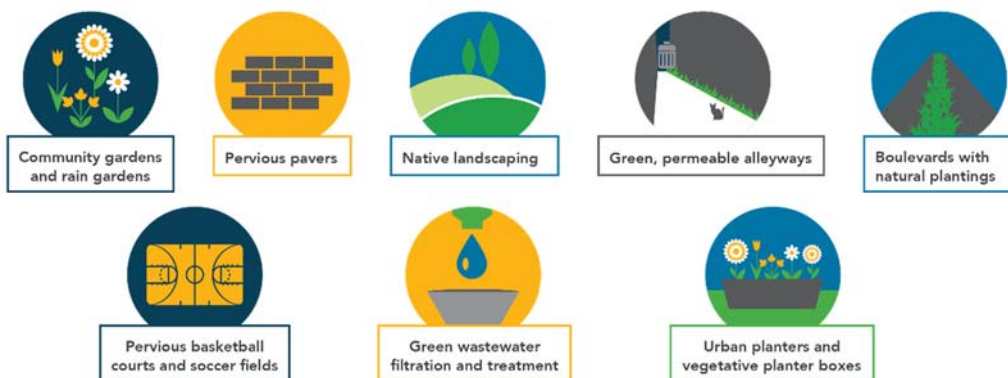 Community gardens
and rain gardens
Pervious pavers
Native landscaping
Green, permeable alleyways
Boulevards with
natural plantings
Pervious basketball
courts and soccer fields
Green wastewater
filtration and treatment
Urban planters and
vegetative planter boxes